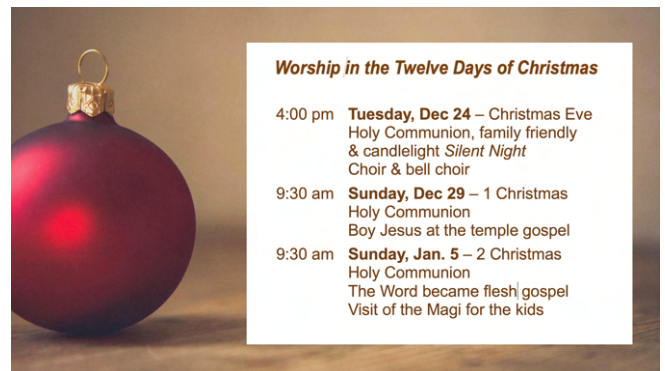 Worship in the Twelve Days of Christmas
4:00 pm Tuesday, Dec 24 – Christmas Eve
Holy Communion, family friendly
& candlelight Silent Night
Choir & bell choir
9:30 am Sunday, Dec 29 – 1 Christmas
Holy Communion
Boy Jesus at the temple gospel
9:30 am Sunday, Jan. 5 – 2 Christmas
Holy Communion
The Word became flesh gospel
Visit of the Magi for the kids